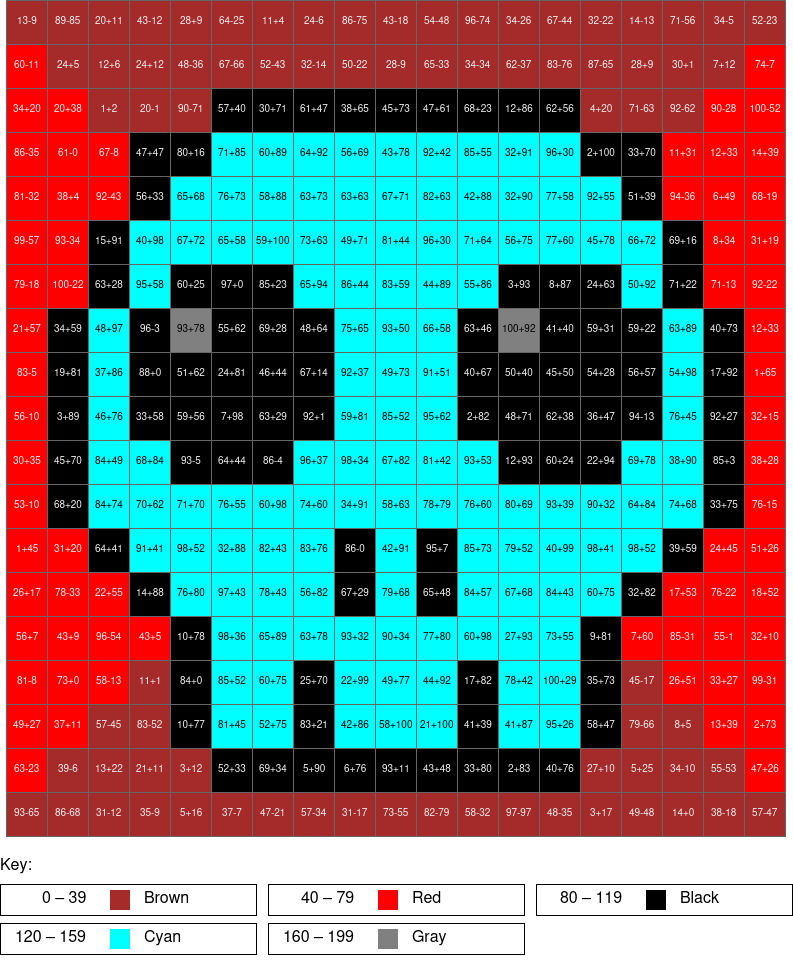 13-9 89-85 20+11 43-12 28+9 64-25 11+4 24-6 86-75 43-18 54-48 96-74 34-26 67-44 32-22 14-13 71-56 34-5 52-23
60-11 24+5 12+6 24+12 48-36 67-66 52-43 32-14 50-22 28-9 65-33 34-34 62-37 83-76 87-65 28+9 30+1 7+12 74-7
34+20 20+38 1+2 20-1 90-71 57+40 30+71 61+47 38+65 45+73 47+61 68+23 12+86 62+56 4+20 71-63 92-62 90-28 100-52
86-35 61-0 67-8 47+47 80+16 71+85 60+89 64+92 56+69 43+78 92+42 85+55 32+91 96+30 2+100 33+70 11+31 12+33 14+39
81-32 38+4 92-43 56+33 65+68 76+73 58+88 63+73 63+63 67+71 82+63 42+88 32+90 77+58 92+55 51+39 94-36 6+49 68-19
99-57 93-34 15+91 40+98 67+72 65+58 59+100 73+63 49+71 81+44 96+30 71+64 56+75 77+60 45+78 66+72 69+16 8+34 31+19
79-18 100-22 63+28 95+58 60+25 97+0 85+23 65+94 86+44 83+59 44+89 55+86 3+93 8+87 24+63 50+92 71+22 71-13 92-22
21+57 34+59 48+97 96-3 93+78 55+62 69+28 48+64 75+65 93+50 66+58 63+46 100+92 41+40 59+31 59+22 63+89 40+73 12+33
83-5 19+81 37+86 88+0 51+62 24+81 46+44 67+14 92+37 49+73 91+51 40+67 50+40 45+50 54+28 56+57 54+98 17+92 1+65
56-10 3+89 46+76 33+58 59+56 7+98 63+29 92+1 59+81 85+52 95+62 2+82 48+71 62+38 36+47 94-13 76+45 92+27 32+15
30+35 45+70 84+49 68+84 93-5 64+44 86-4 96+37 98+34 67+82 81+42 93+53 12+93 60+24 22+94 69+78 38+90 85+3 38+28
53-10 68+20 84+74 70+62 71+70 76+55 60+98 74+60 34+91 58+63 78+79 76+60 80+69 93+39 90+32 64+84 74+68 33+75 76-15
1+45 31+20 64+41 91+41 98+52 32+88 82+43 83+76 86-0 42+91 95+7 85+73 79+52 40+99 98+41 98+52 39+59 24+45 51+26
26+17 78-33 22+55 14+88 76+80 97+43 78+43 56+82 67+29 79+68 65+48 84+57 67+68 84+43 60+75 32+82 17+53 76-22 18+52
56+7 43+9 96-54 43+5 10+78 98+36 65+89 63+78 93+32 90+34 77+80 60+98 27+93 73+55 9+81 7+60 85-31 55-1 32+10
81-8 73+0 58-13 11+1 84+0 85+52 60+75 25+70 22+99 49+77 44+92 17+82 78+42 100+29 35+73 45-17 26+51 33+27 99-31
49+27 37+11 57-45 83-52 10+77 81+45 52+75 83+21 42+86 58+100 21+100 41+39 41+87 95+26 58+47 79-66 8+5 13+39 2+73
63-23 39-6 13+22 21+11 3+12 52+33 69+34 5+90 6+76 93+11 43+48 33+80 2+83 40+76 27+10 5+25 34-10 55-53 47+26
93-65 86-68 31-12 35-9 5+16 37-7 47-21 57-34 31-17 73-55 82-79 58-32 97-97 48-35 3+17 49-48 14+0 38-18 57-47
Key:
0 – 39 Brown 40 – 79 Red 80 – 119 Black
120 – 159 Cyan 160 – 199 Gray